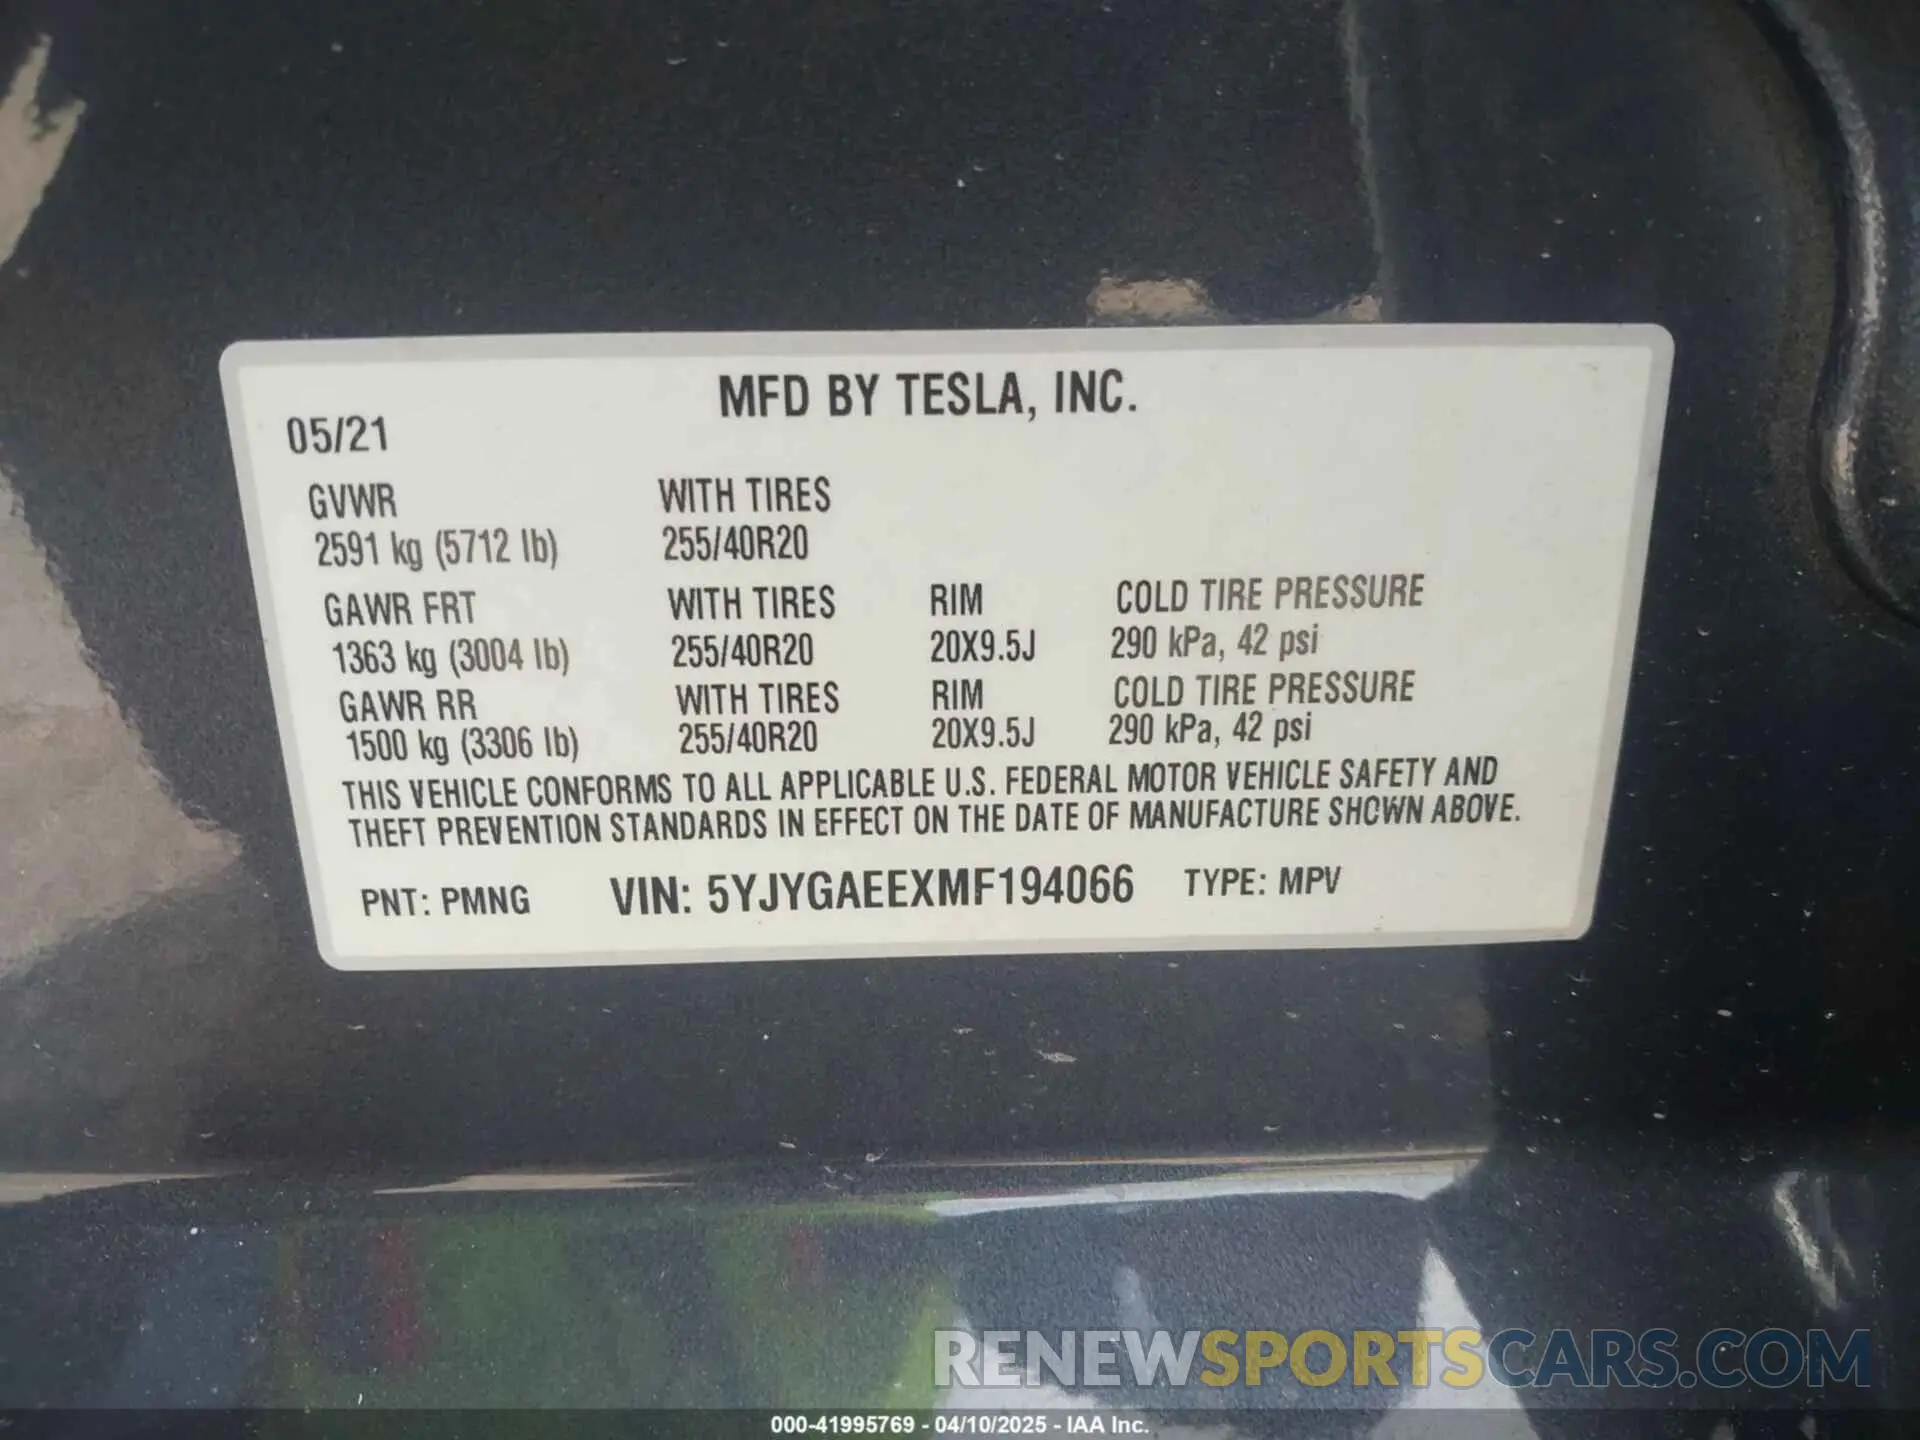 MFD BY TESLA, INC.
05/21
GVWR WITH TIRES
2591 kg (5712 lb) 255/40R20
GAWR FRT WITH TIRES RIM COLD TIRE PRESSURE
1363 kg (3004 lb) 255/40R20 20X9.5J 290 kPa, 42 psi
GAWR RR WITH TIRES RIM COLD TIRE PRESSURE
1500 kg (3306 lb) 255/40R20 20X9.5J 290 kPa, 42 psi
THIS VEHICLE CONFORMS TO ALL APPLICABLE U.S. FEDERAL MOTOR VEHICLE SAFETY AND
THEFT PREVENTION STANDARDS IN EFFECT ON THE DATE OF MANUFACTURE SHOWN ABOVE.
PNT: PMNG VIN: 5YJYGAEEXMF194066 TYPE: MPV
RENEWSPORTSCARS.COM
000-41995769 - 04/10/2025 - IAA Inc.